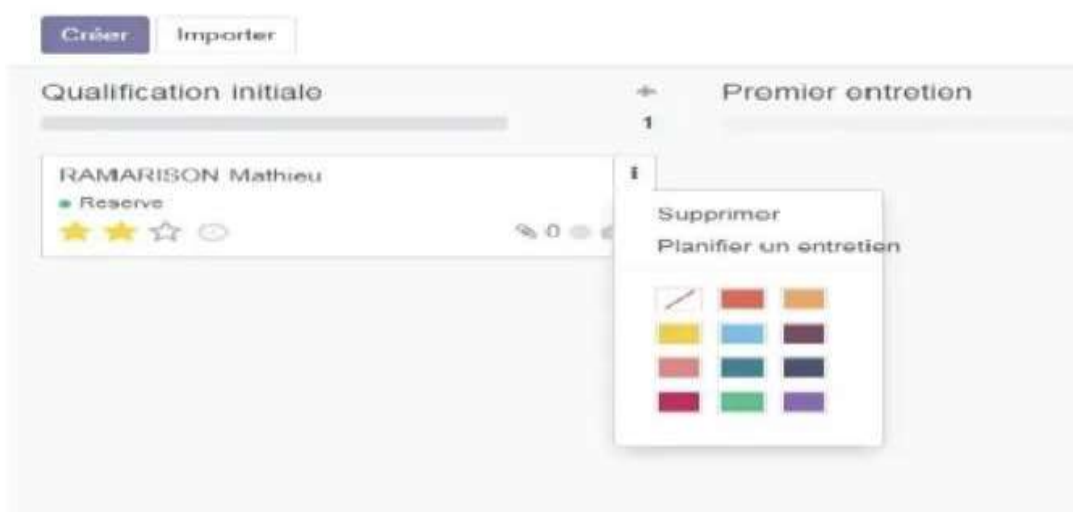 Créer Importer
Qualification initiale + Premier entretien
1
RAMARISON Mathieu
Reserve
0
Supprimer
Planifier un entretien